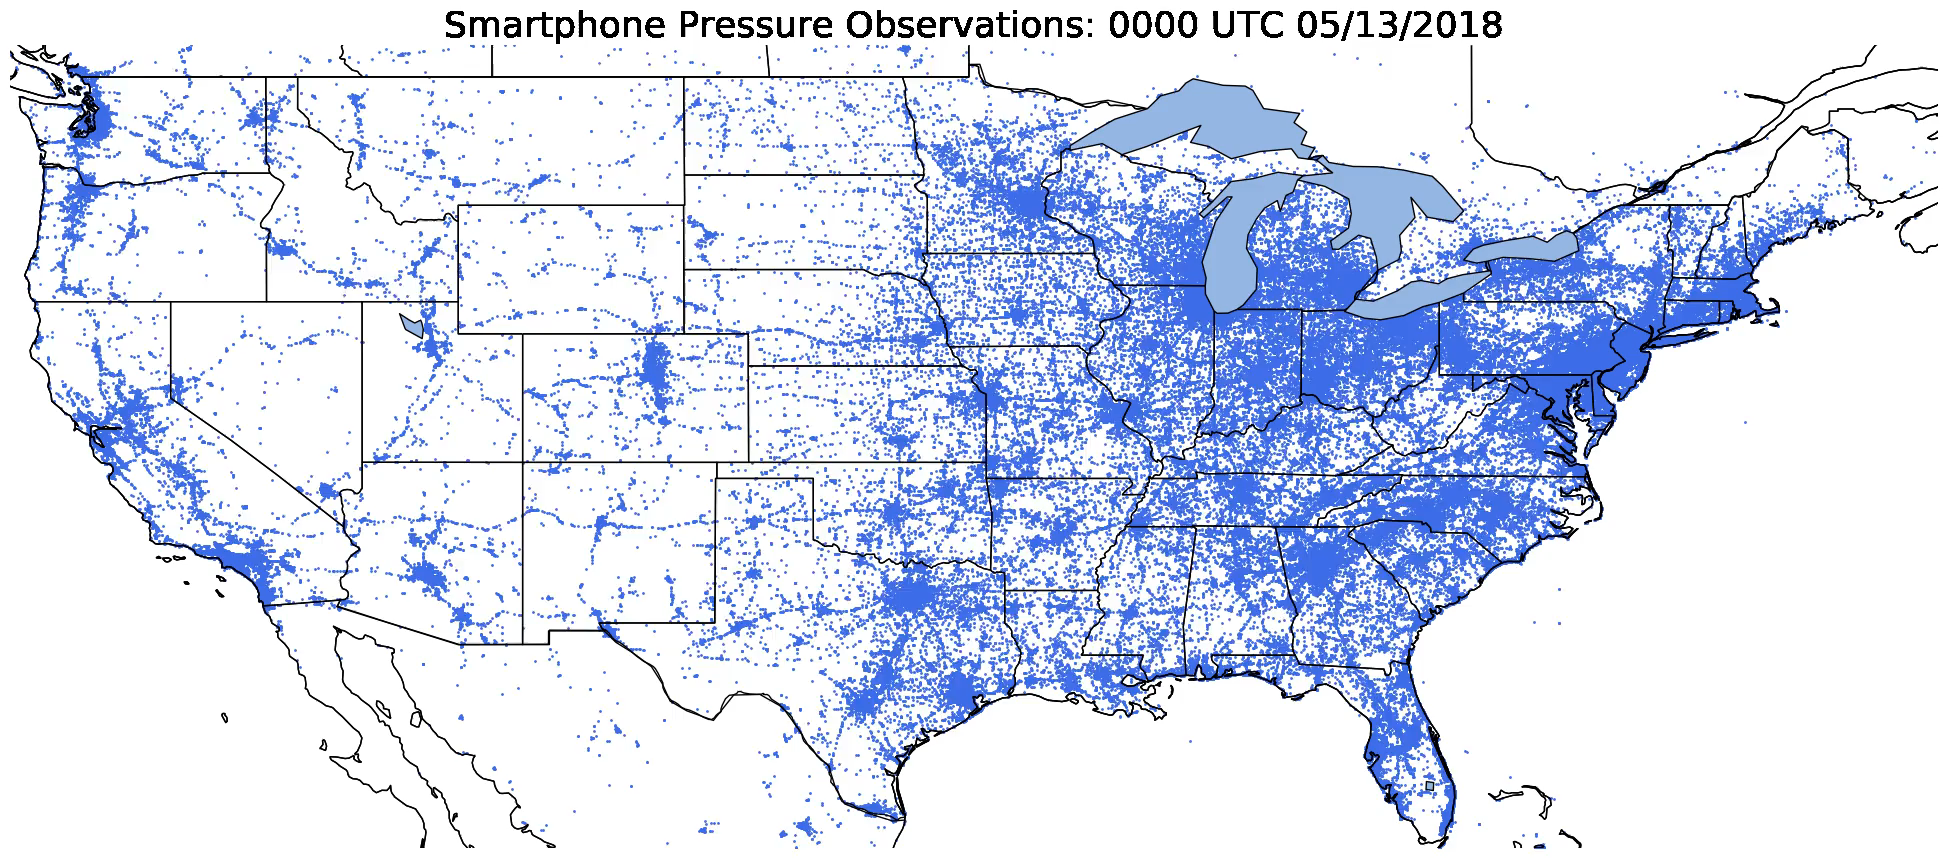 Smartphone Pressure Observations: 0000 UTC 05/13/2018